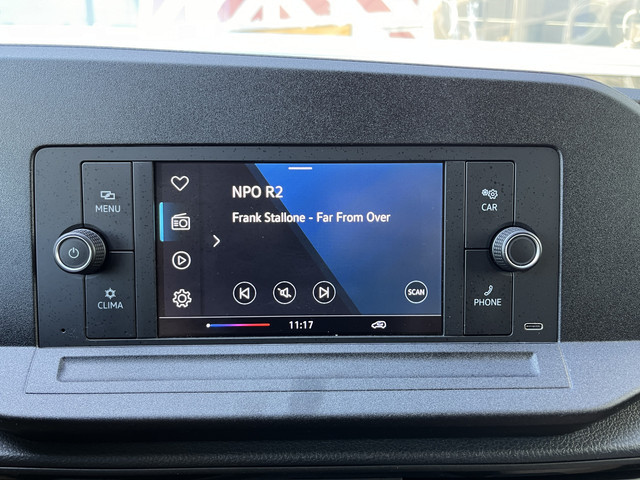 NPO R2
Frank Stallone - Far From Over
MENU
CLIMA
CAR
PHONE
SCAN
11:17